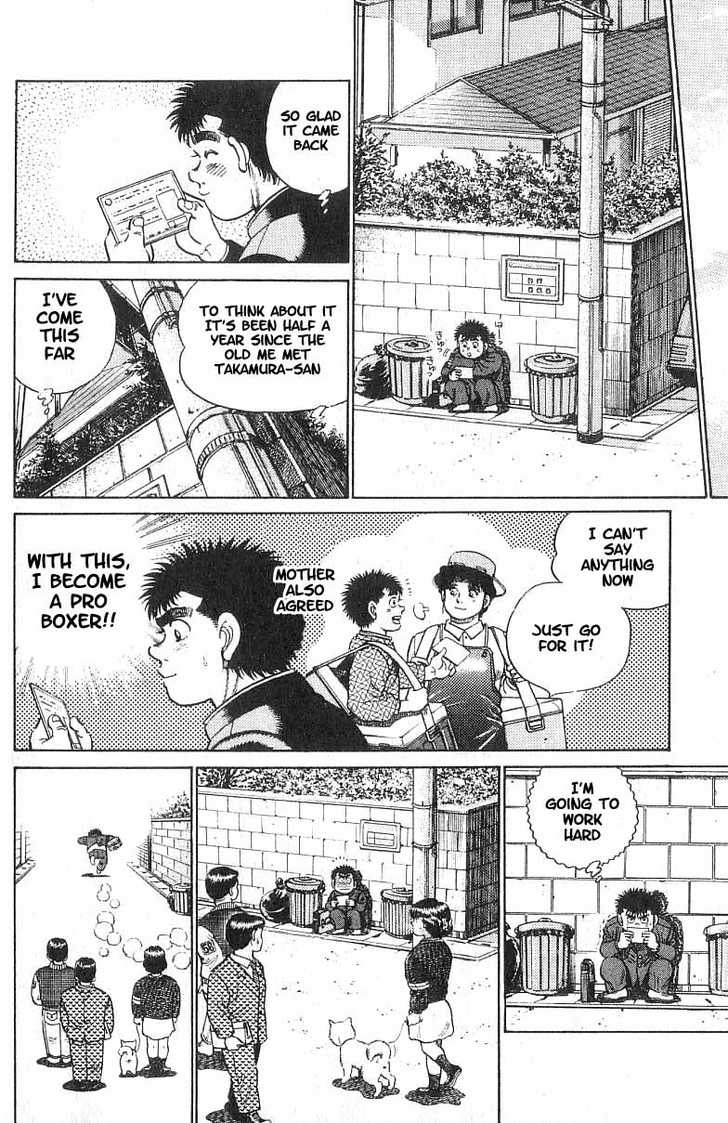 SO GLAD
IT CAME
BACK
TO THINK ABOUT IT
IT'S BEEN HALF A
YEAR SINCE THE
OLD ME MET
TAKAMURA-SAN
I'VE
COME
THIS
FAR
I CAN'T
SAY
ANYTHING
NOW
JUST GO
FOR IT!
MOTHER
ALSO
AGREED
WITH THIS,
I BECOME
A PRO
BOXER!!
I'M
GOING TO
WORK
HARD